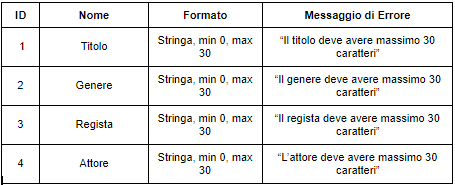 ID Nome Formato Messaggio di Errore
1 Titolo Stringa, min 0, max 30 “Il titolo deve avere massimo 30 caratteri”
2 Genere Stringa, min 0, max 30 “Il genere deve avere massimo 30 caratteri”
3 Regista Stringa, min 0, max 30 “Il regista deve avere massimo 30 caratteri”
4 Attore Stringa, min 0, max 30 “L’attore deve avere massimo 30 caratteri”